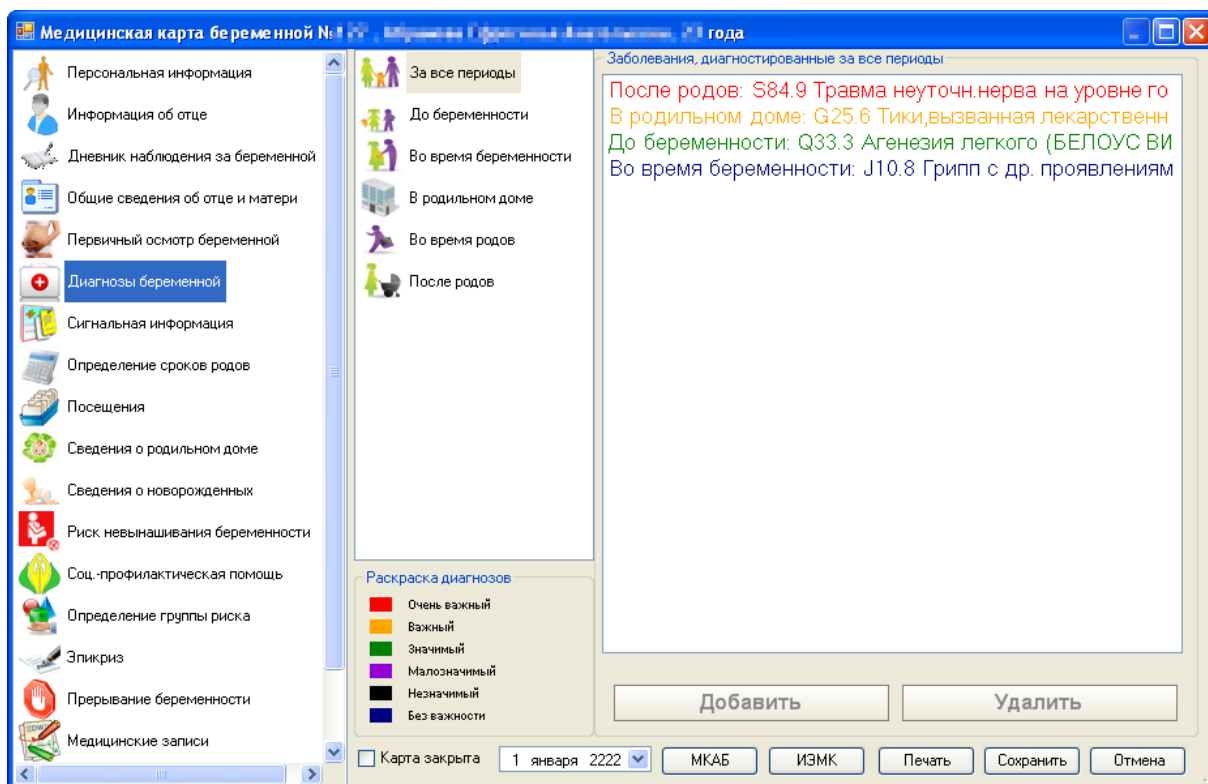 Медицинская карта беременной № года
Персональная информация
Информация об отце
Дневник наблюдения за беременной
Общие сведения об отце и матери
Первичный осмотр беременной
Диагнозы беременной
Сигнальная информация
Определение сроков родов
Посещения
Сведения о родильном доме
Сведения о новорожденных
Риск невынашивания беременности
Соц.-профилактическая помощь
Определение группы риска
Эпикриз
Прерывание беременности
Медицинские записи
За все периоды
До беременности
Во время беременности
В родильном доме
Во время родов
После родов
Раскраска диагнозов
Очень важный
Важный
Значимый
Малозначимый
Незначимый
Без важности
Заболевания, диагностированные за все периоды
После родов: S84.9 Травма неуточн.нерва на уровне го
В родильном доме: G25.6 Тики,вызванная лекарственн
До беременности: Q33.3 Агенезия легкого (БЕЛОУС ВИ
Во время беременности: J10.8 Грипп с др. проявлениям
Добавить Удалить
Карта закрыта 1 января 2222 МКАБ ИЭМК Печать Сохранить Отмена